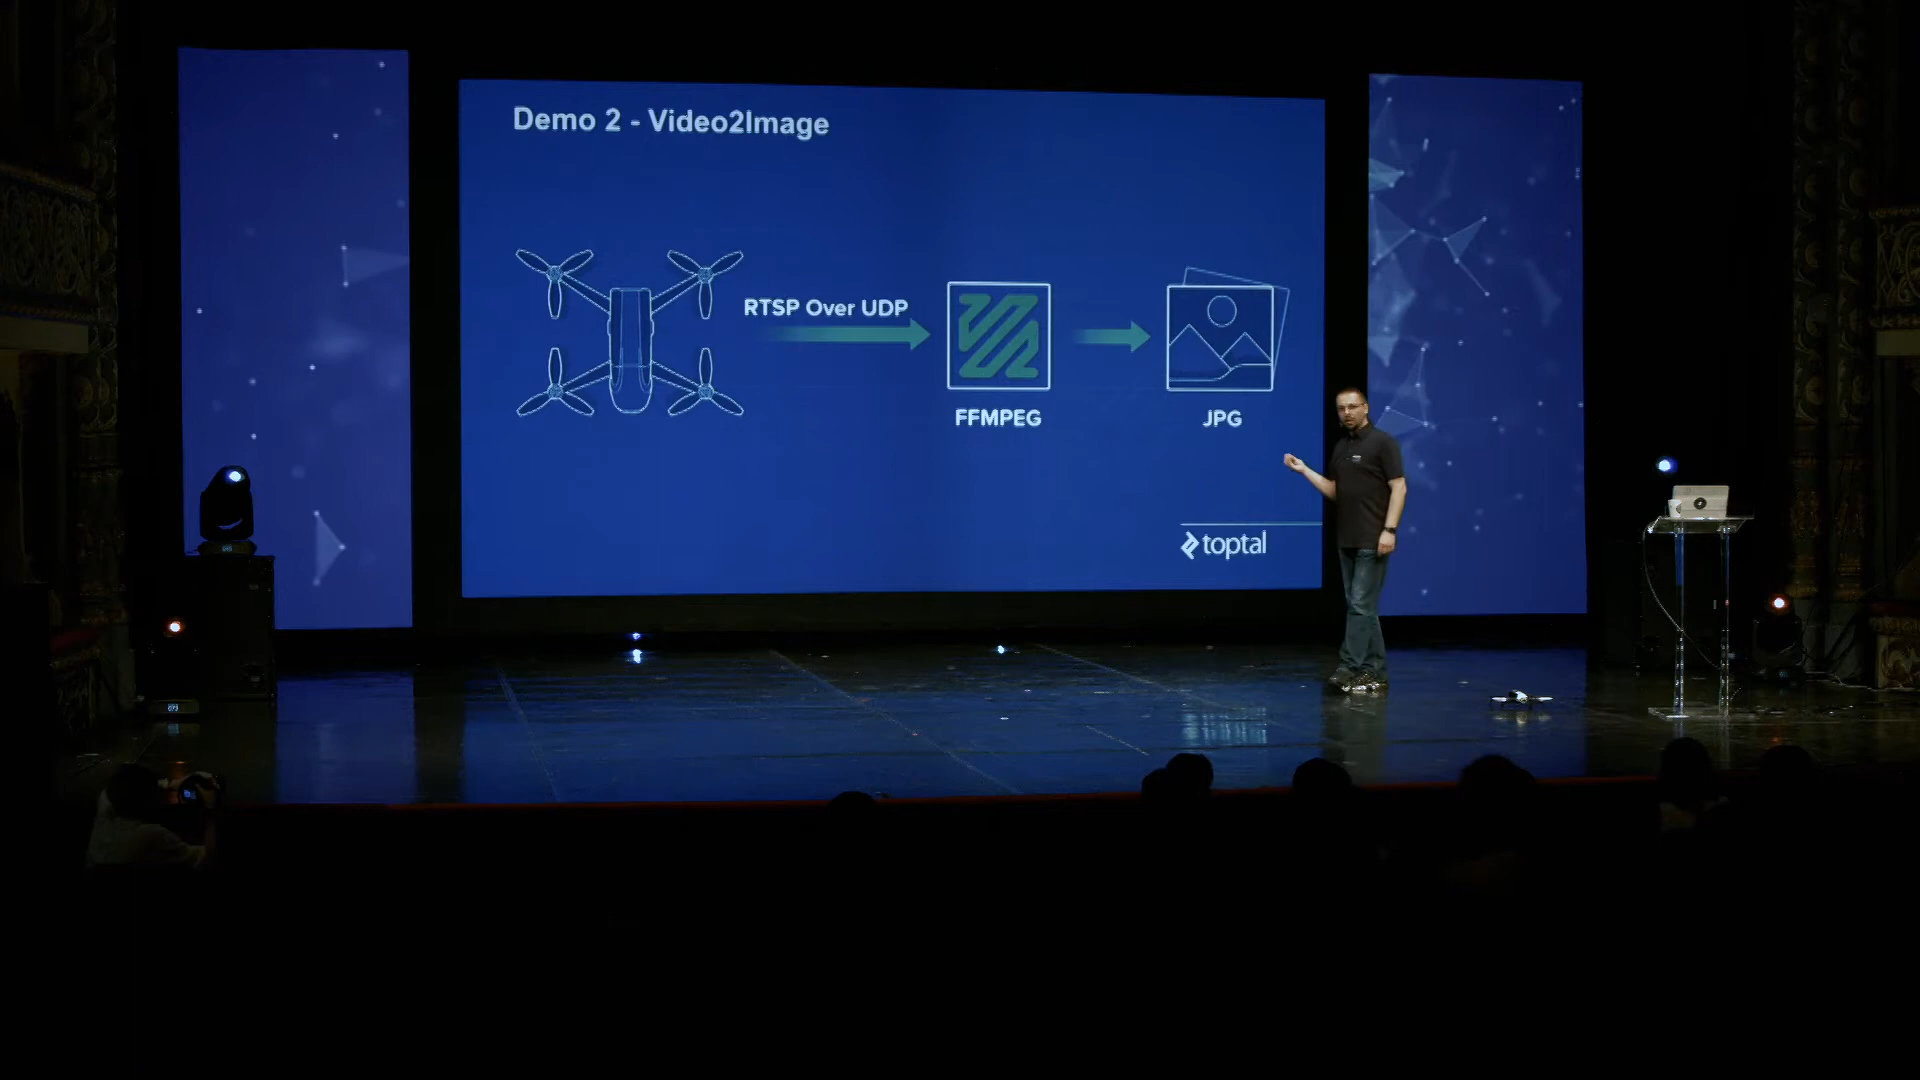 Demo 2 - Video2Image
RTSP Over UDP
FFMPEG
JPG
toptal